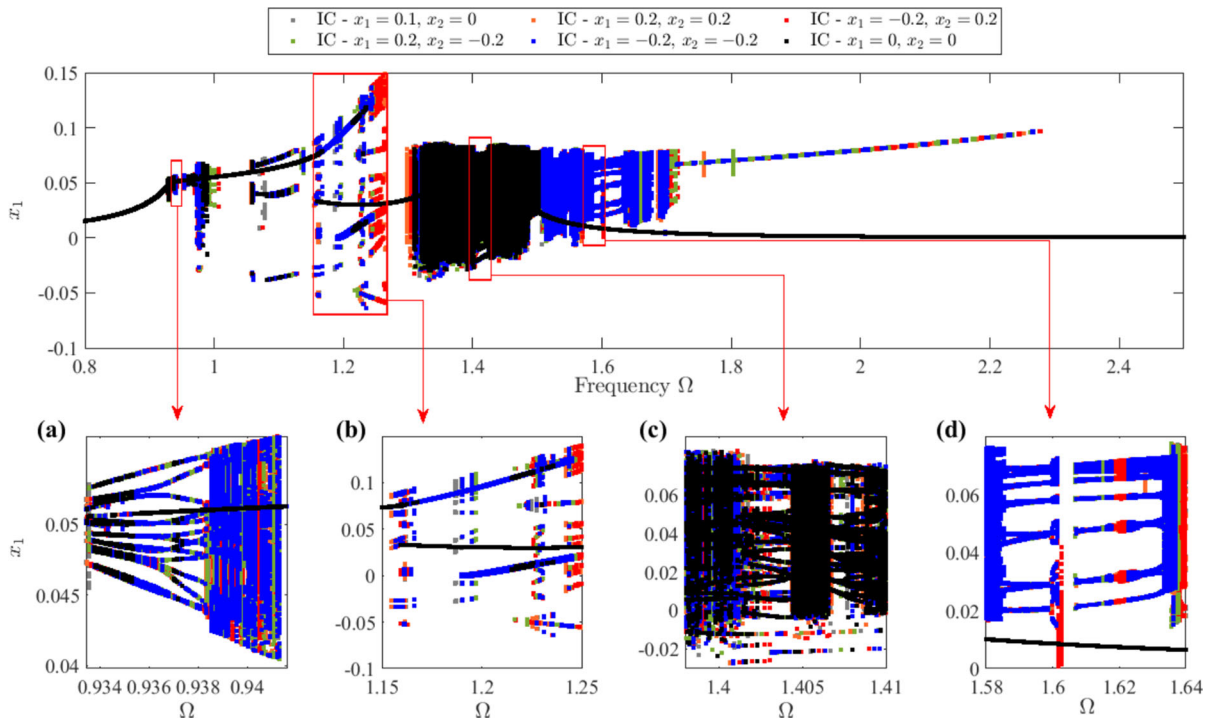 IC - x₁ = 0.1, x₂ = 0 IC - x₁ = 0.2, x₂ = 0.2 IC - x₁ = −0.2, x₂ = 0.2
IC - x₁ = 0.2, x₂ = −0.2 IC - x₁ = −0.2, x₂ = −0.2 IC - x₁ = 0, x₂ = 0
0.15
0.1
0.05
0
-0.05
-0.1
x₁
0.8 1 1.2 1.4 1.6 1.8 2 2.2 2.4
Frequency Ω
(a) (b) (c) (d)
x₁
0.05
0.045
0.04
0.934 0.936 0.938 0.94
Ω
0.1
0.05
0
-0.05
-0.1
1.15 1.2 1.25
Ω
0.06
0.04
0.02
0
-0.02
1.4 1.405 1.41
Ω
0.06
0.04
0.02
0
1.58 1.6 1.62 1.64
Ω